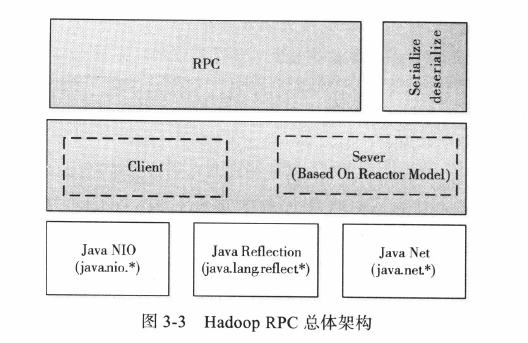 RPC
Serialize
deserialize
Client
Sever
(Based On Reactor Model)
Java NIO
(java.nio.*)
Java Reflection
(java.lang.reflect*)
Java Net
(java.net.*)
图 3-3 Hadoop RPC 总体架构